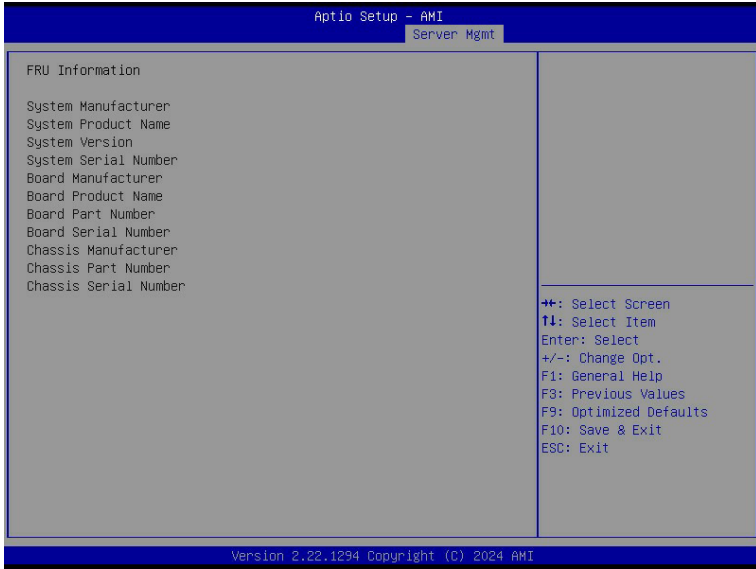 Aptio Setup – AMI
Server Mgmt
FRU Information
System Manufacturer
System Product Name
System Version
System Serial Number
Board Manufacturer
Board Product Name
Board Part Number
Board Serial Number
Chassis Manufacturer
Chassis Part Number
Chassis Serial Number
→←: Select Screen
↑↓: Select Item
Enter: Select
+/-: Change Opt.
F1: General Help
F3: Previous Values
F9: Optimized Defaults
F10: Save & Exit
ESC: Exit
Version 2.22.1294 Copyright (C) 2024 AMI